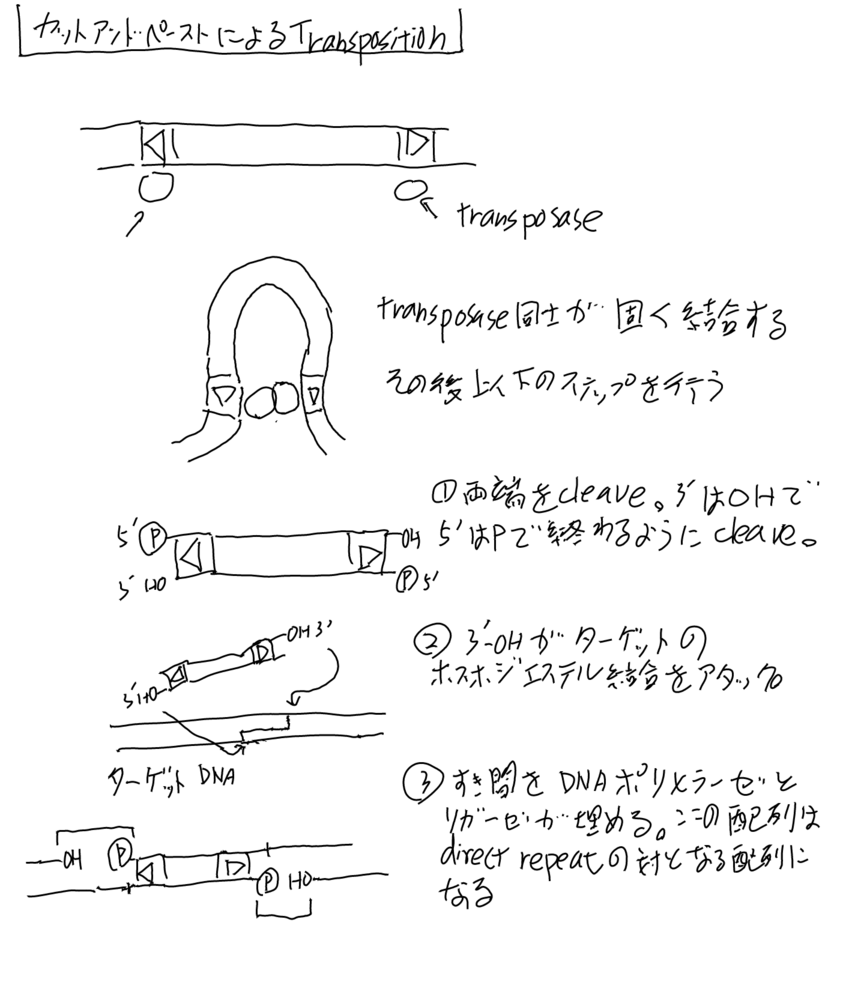 カットアンドペーストによるTransposition
transposase
transposase同士が固く結合する
その後以下のステップを行う
①両端をcleave。3'はOHで
5'はPで終わるようにcleave。
5' P
OH
3' HO
P 5'
②3'-OHがターゲットの
ホスホジエステル結合をアタック。
OH 3'
3'HO
ターゲット DNA
③すき間をDNAポリメラーゼと
リガーゼが埋める。この配列は
direct repeatの対となる配列に
なる
OH P
P HO